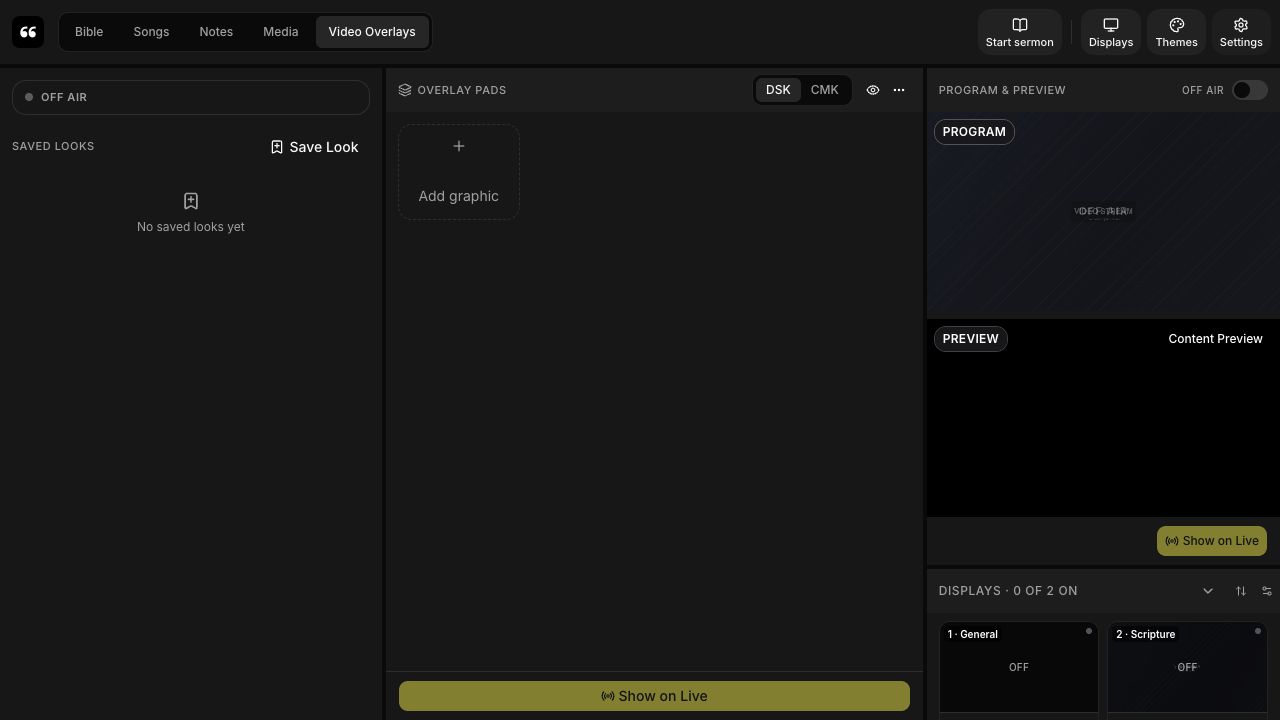 Bible
Songs
Notes
Media
Video Overlays
Start sermon
Displays
Themes
Settings
OFF AIR
SAVED LOOKS
Save Look
No saved looks yet
OVERLAY PADS
DSK
CMK
Add graphic
Show on Live
PROGRAM & PREVIEW
OFF AIR
PROGRAM
PREVIEW
Content Preview
Show on Live
DISPLAYS · 0 OF 2 ON
1 · General
OFF
2 · Scripture
OFF